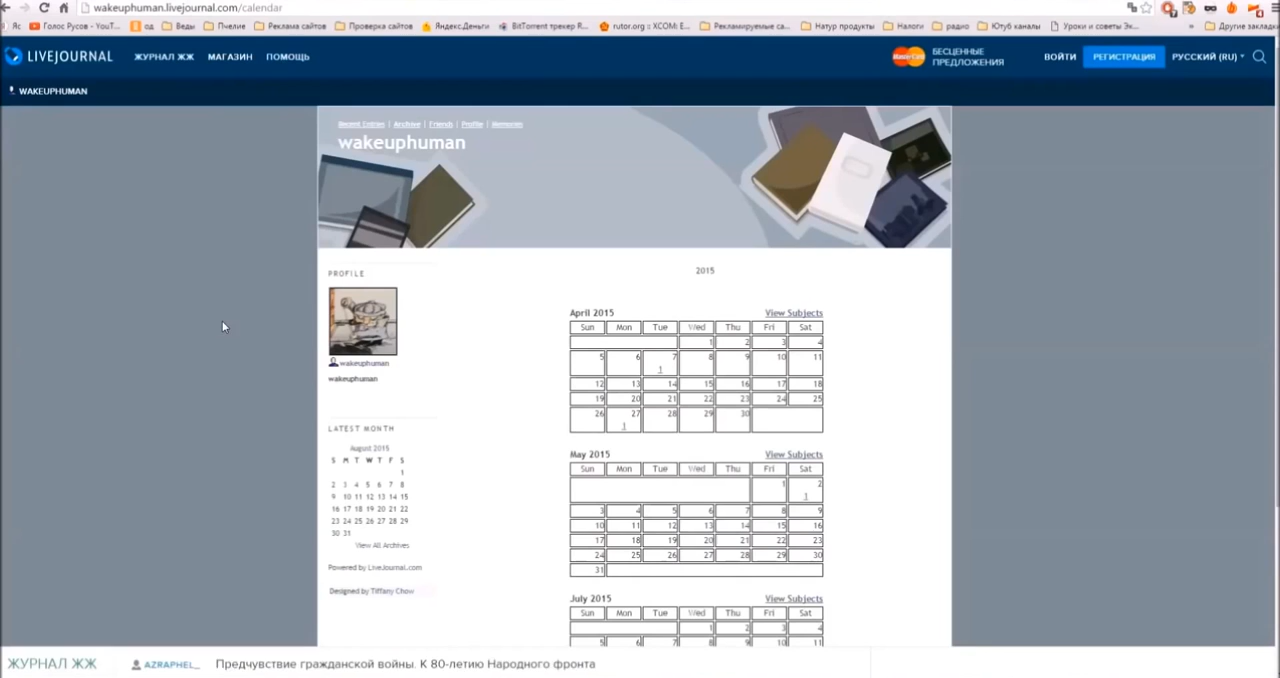 wakeuphuman.livejournal.com/calendar
Яс Голос Русов - YouT... од Веды Пчелие Реклама сайтов Проверка сайтов Яндекс.Деньги BitTorrent трекер R... rutor.org :: XCOM: E... Рекламируемые са... Натур продукты Налоги радио Ютуб каналы Уроки и советы Эк... » Другие закладк
LIVEJOURNAL ЖУРНАЛ ЖЖ МАГАЗИН ПОМОЩЬ MasterCard БЕСЦЕННЫЕ ПРЕДЛОЖЕНИЯ ВОЙТИ РЕГИСТРАЦИЯ РУССКИЙ (RU)
WAKEUPHUMAN
Recent Entries | Archive | Friends | Profile | Memories
wakeuphuman
PROFILE
wakeuphuman
wakeuphuman
LATEST MONTH
August 2015
S M T W T F S
1
2 3 4 5 6 7 8
9 10 11 12 13 14 15
16 17 18 19 20 21 22
23 24 25 26 27 28 29
30 31
View All Archives
Powered by LiveJournal.com
Designed by Tiffany Chow
2015
April 2015 View Subjects
Sun Mon Tue Wed Thu Fri Sat
1 2 3 4
5 6 7 8 9 10 11
1
12 13 14 15 16 17 18
19 20 21 22 23 24 25
26 27 28 29 30
1
May 2015 View Subjects
Sun Mon Tue Wed Thu Fri Sat
1 2
1
3 4 5 6 7 8 9
10 11 12 13 14 15 16
17 18 19 20 21 22 23
24 25 26 27 28 29 30
31
July 2015 View Subjects
Sun Mon Tue Wed Thu Fri Sat
1 2 3 4
5 6 7 8 9 10 11
ЖУРНАЛ ЖЖ AZRAPHEL_ Предчувствие гражданской войны. К 80-летию Народного фронта